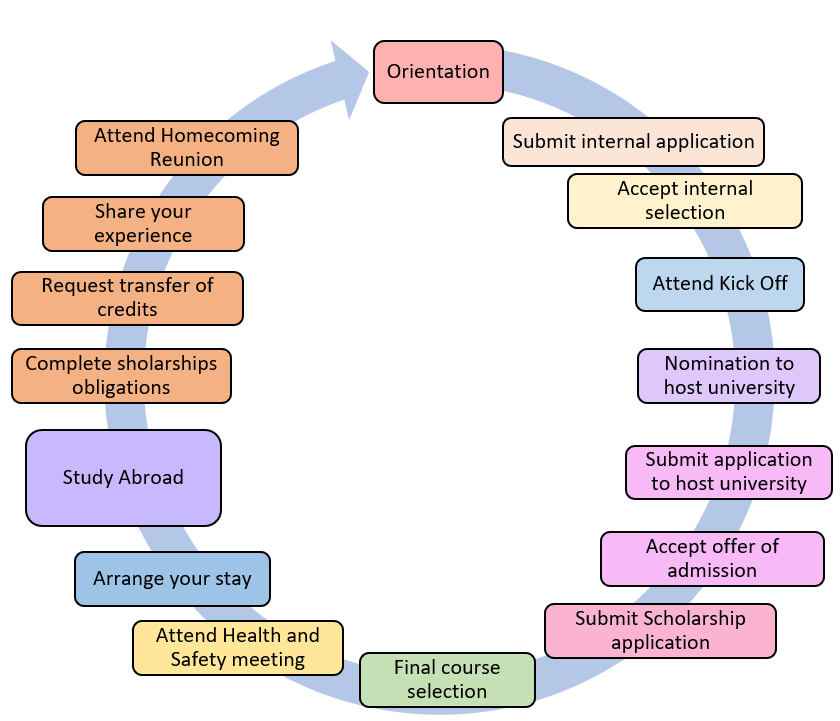 Orientation
Submit internal application
Accept internal
selection
Attend Kick Off
Nomination to
host university
Submit application
to host university
Accept offer of
admission
Submit Scholarship
application
Final course
selection
Attend Health and
Safety meeting
Arrange your stay
Study Abroad
Complete sholarships
obligations
Request transfer of
credits
Share your
experience
Attend Homecoming
Reunion